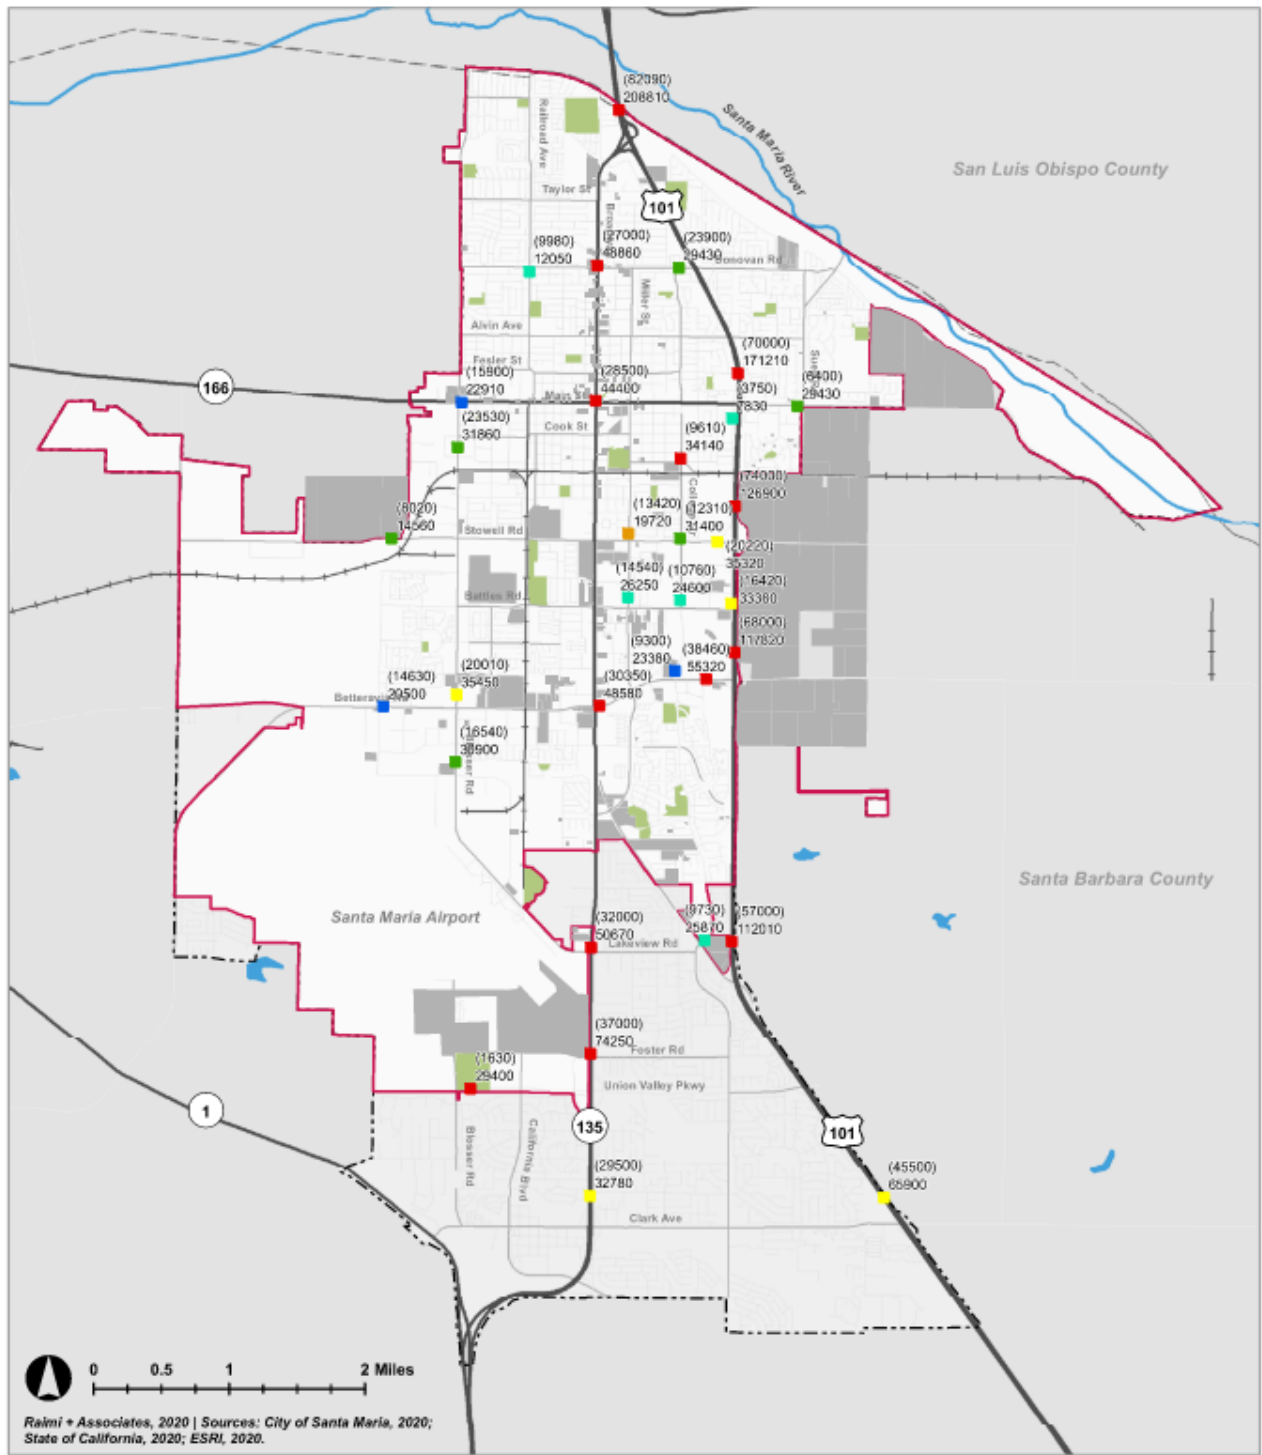 (82090)
208810
Santa Maria River
San Luis Obispo County
Railroad Ave
Taylor St
101
(9980)
12050
(27000)
48860
(23900)
29430
Donovan Rd
Miller St
Alvin Ave
(70000)
171210
Fesler St
(15900)
22910
(28500)
44400
(3750)
7830
(6400)
29430
166
Main St
(23530)
31860
Cook St
(9610)
34140
(74000)
126900
(8020)
14560
Stowell Rd
(13420)
19720
(12310)
31400
(20220)
35320
(14540)
26250
(10760)
24600
(16420)
33380
Battles Rd
(68000)
117820
(9300)
23380
(38460)
55320
(14630)
(20010)
35450
(30350)
48580
(16540)
Blosser Rd
Santa Barbara County
Santa Maria Airport
(9730)
25870
(57000)
112010
(32000)
50670
Lakeview Rd
(37000)
74250
Foster Rd
(1630)
29400
Union Valley Pkwy
1
135
101
Blosser Rd
California Blvd
(29500)
32780
(45500)
65900
Clark Ave
0 0.5 1 2 Miles
Raimi + Associates, 2020 | Sources: City of Santa Maria, 2020;
State of California, 2020; ESRI, 2020.